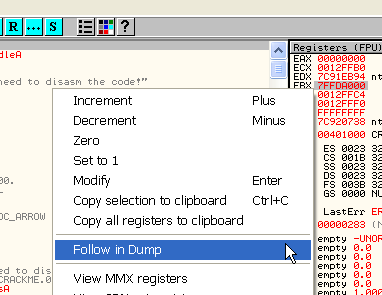 R ... S ?
dleA
Registers (FPU)
EAX 00000000
ECX 0012FFB0
need to disasm the code!"
EDX 7C91EB94 nt
EBX 7FFDA000
Increment Plus
0012FFC4
Decrement Minus
0012FFF0
FFFFFFFF
Zero
7C920738 nt
Set to 1
00401000 CR
Modify Enter
ES 0023 32
CS 001B 32
Copy selection to clipboard Ctrl+C
SS 0023 32
DS 0023 32
Copy all registers to clipboard
FS 003B 32
GS 0000 NU
OC_ARROW
LastErr ER
Follow in Dump
00000283 (N
empty -UNOR
empty 0.0
View MMX registers
empty 0.0
ed to dis
empty 0.0
CRACKME.0
empty 0.0
empty 0.0